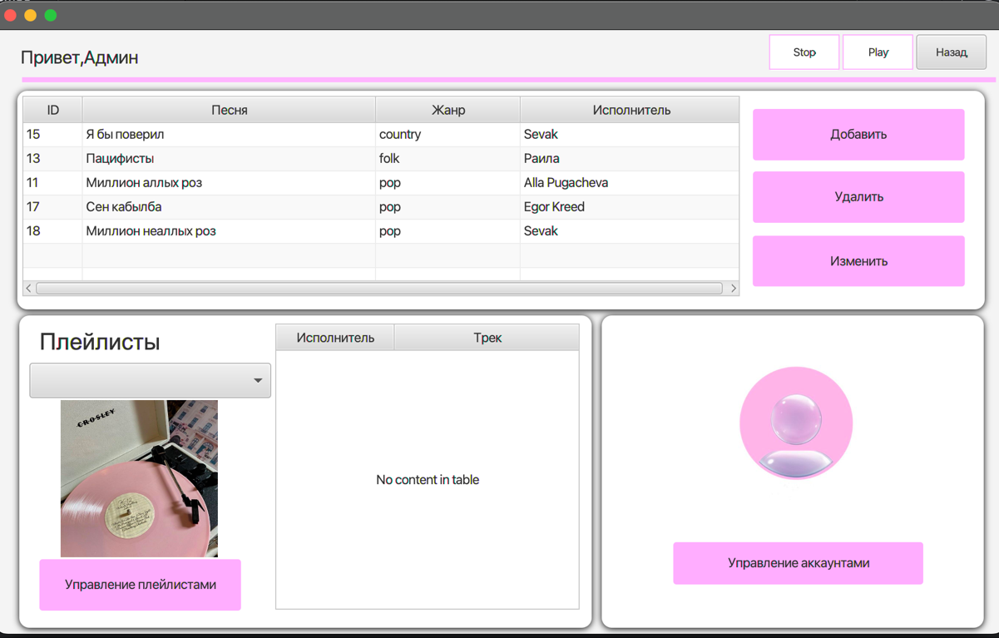 Привет,Админ
Stop Play Назад
ID Песня Жанр Исполнитель
15 Я бы поверил country Sevak
13 Пацифисты folk Раила
11 Миллион аллых роз pop Alla Pugacheva
17 Сен кабылба pop Egor Kreed
18 Миллион неаллых роз pop Sevak
Добавить
Удалить
Изменить
Плейлисты
CROSLEY
Управление плейлистами
Исполнитель Трек
No content in table
Управление аккаунтами